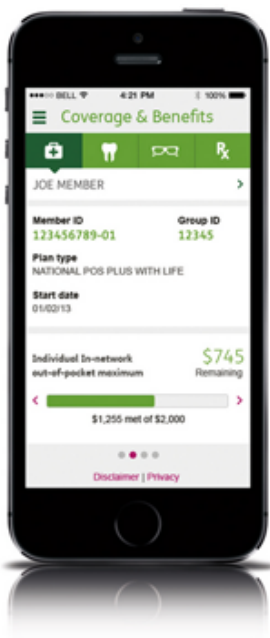 BELL 4:21 PM 100%
Coverage & Benefits
Rx
JOE MEMBER
Member ID Group ID
123456789-01 12345
Plan type
NATIONAL POS PLUS WITH LIFE
Start date
01/02/13
Individual In-network $745
out-of-pocket maximum Remaining
$1,255 met of $2,000
Disclaimer | Privacy